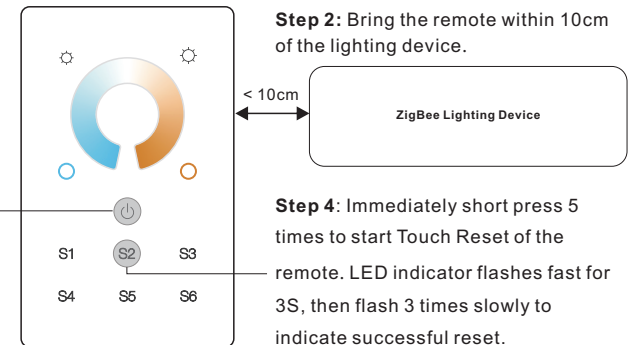 Step 2: Bring the remote within 10cm
of the lighting device.
< 10cm
ZigBee Lighting Device
Step 4: Immediately short press 5
times to start Touch Reset of the
remote. LED indicator flashes fast for
3S, then flash 3 times slowly to
indicate successful reset.
S1 S2 S3
S4 S5 S6